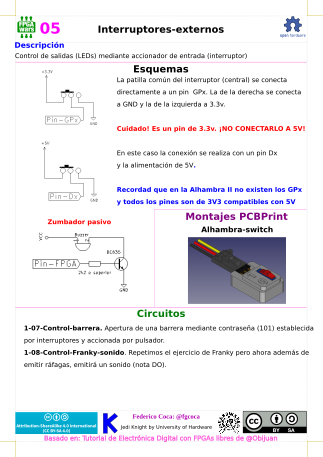 FPGA
wars
05
Interruptores-externos
open hardware
Descripción
Control de salidas (LEDs) mediante accionador de entrada (interruptor)
Esquemas
+3.3V
Pin-GPx
GND
La patilla común del interruptor (central) se conecta
directamente a un pin GPx. La de la derecha se conecta
a GND y la de la izquierda a 3.3v.
Cuidado! Es un pin de 3.3v. ¡NO CONECTARLO A 5V!
+5V
Pin-Dx
GND
En este caso la conexión se realiza con un pin Dx
y la alimentación de 5V.
Recordad que en la Alhambra II no existen los GPx
y todos los pines son de 3V3 compatibles con 5V
Zumbador pasivo
VCC
Buzzer
Pin-FPGA
2k2 o superior
GND
Montajes PCBPrint
Alhambra-switch
Circuitos
1-07-Control-barrera. Apertura de una barrera mediante contraseña (101) establecida
por interruptores y accionada por pulsador.
1-08-Control-Franky-sonido. Repetimos el ejercicio de Franky pero ahora además de
emitir ráfagas, emitirá un sonido (nota DO).
Attribution-ShareAlike 4.0 International
(CC BY-SA 4.0)
K
Federico Coca: @fgcoca
Jedi Knight by University of Hardware
cc
BY SA
Basado en: Tutorial de Electrónica Digital con FPGAs libres de @Obijuan